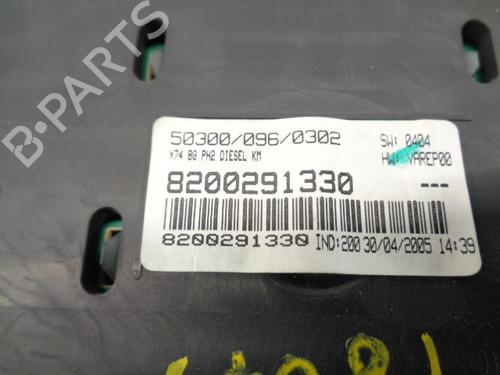 B-PARTS
50300/096/0302
SW: 0404
X74 BG PH2 DIESEL KM
HW: VAREP00
8200291330 ---
8200291330 IND:200 30/04/2005 14:39